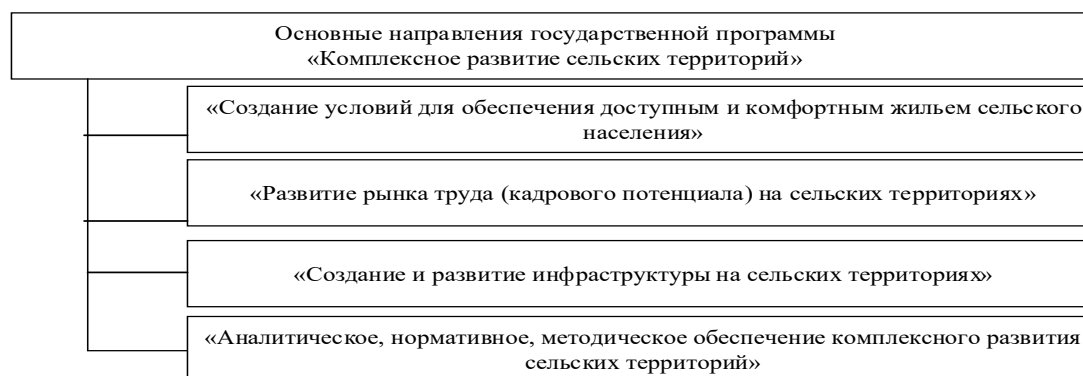 Основные направления государственной программы
«Комплексное развитие сельских территорий»
«Создание условий для обеспечения доступным и комфортным жильем сельского
населения»
«Развитие рынка труда (кадрового потенциала) на сельских территориях»
«Создание и развитие инфраструктуры на сельских территориях»
«Аналитическое, нормативное, методическое обеспечение комплексного развития
сельских территорий»